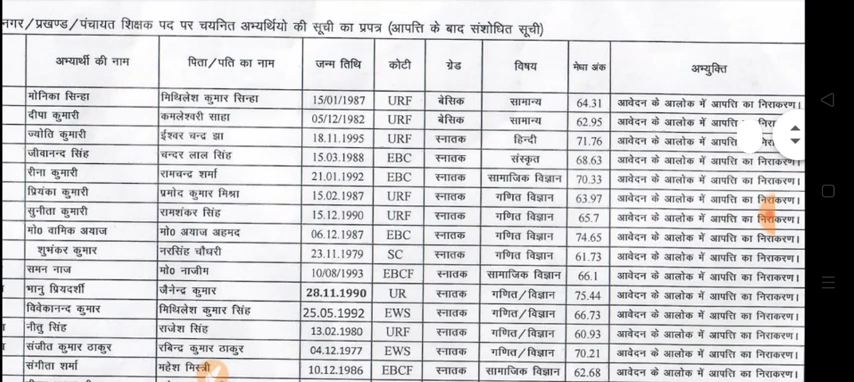 नगर/प्रखण्ड/पंचायत शिक्षक पद पर चयनित अभ्यर्थियो की सूची का प्रपत्र (आपत्ति के बाद संशोधित सूची)
अभ्यार्थी की नाम पिता/पति का नाम जन्म तिथि कोटी ग्रेड विषय मेधा अंक अभ्युक्ति
मोनिका सिन्हा मिथिलेश कुमार सिन्हा 15/01/1987 URF बेसिक सामान्य 64.31 आवेदन के आलोक में आपत्ति का निराकरण।
दीपा कुमारी कमलेश्वरी साहा 05/12/1982 URF बेसिक सामान्य 62.95 आवेदन के आलोक में आपत्ति का निराकरण।
ज्योति कुमारी ईश्वर चन्द्र झा 18.11.1995 URF स्नातक हिन्दी 71.76 आवेदन के आलोक में आपत्ति
जीवानन्द सिंह चन्दर लाल सिंह 15.03.1988 EBC स्नातक संस्कृत 68.63 आवेदन के आलोक में आपत्ति का निराकरण।
रीना कुमारी रामचन्द्र शर्मा 21.01.1992 EBC स्नातक सामाजिक विज्ञान 70.33 आवेदन के आलोक में आपत्ति का निराकरण।
प्रियंका कुमारी प्रमोद कुमार मिश्रा 15.02.1987 URF स्नातक गणित विज्ञान 63.97 आवेदन के आलोक में आपत्ति का निराकरण।
सुनीता कुमारी रामशंकर सिंह 15.12.1990 URF स्नातक गणित विज्ञान 65.7 आवेदन के आलोक में आपत्ति का निराकरण।
मो० वामिक अयाज मो० अयाज अहमद 06.12.1987 EBC स्नातक गणित विज्ञान 74.65 आवेदन के आलोक में आपत्ति का निराकरण।
शुभंकर कुमार नरसिंह चौधरी 23.11.1979 SC स्नातक गणित विज्ञान 61.73 आवेदन के आलोक में आपत्ति का निराकरण।
समन नाज मो० नाजीम 10/08/1993 EBCF स्नातक सामाजिक विज्ञान 66.1 आवेदन के आलोक में आपत्ति का निराकरण।
भानु प्रियदर्शी जैनेन्द्र कुमार 28.11.1990 UR स्नातक गणित/विज्ञान 75.44 आवेदन के आलोक में आपत्ति का निराकरण।
विवेकानन्द कुमार मिथिलेश कुमार सिंह 25.05.1992 EWS स्नातक गणित/विज्ञान 66.73 आवेदन के आलोक में आपत्ति का निराकरण।
नीतु सिंह राजेश सिंह 13.02.1980 URF स्नातक गणित/विज्ञान 60.93 आवेदन के आलोक में आपत्ति का निराकरण।
संजीत कुमार ठाकुर रबिन्द्र कुमार ठाकुर 04.12.1977 EWS स्नातक गणित/विज्ञान 70.21 आवेदन के आलोक में आपत्ति का निराकरण।
संगीता शर्मा महेश मिस्त्री 10.12.1986 EBCF स्नातक सामाजिक विज्ञान 62.68 आवेदन के आलोक में आपत्ति का निराकरण।